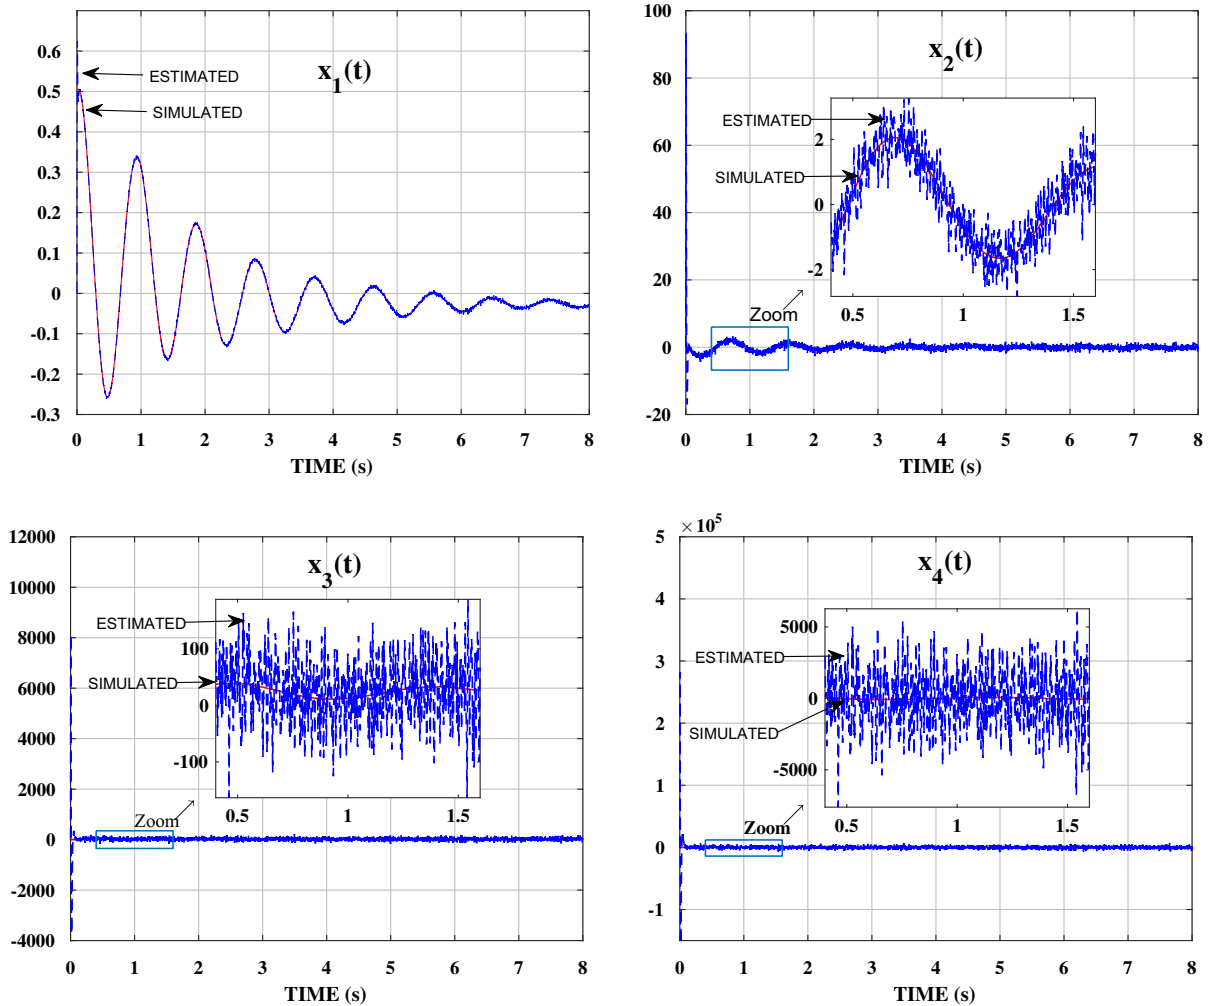 x1(t)
0.6
0.5
0.4
0.3
0.2
0.1
0
-0.1
-0.2
-0.3
ESTIMATED
SIMULATED
0 1 2 3 4 5 6 7 8
TIME (s)
x2(t)
100
80
60
40
20
0
-20
ESTIMATED
SIMULATED
2
0
-2
0.5 1 1.5
Zoom
0 1 2 3 4 5 6 7 8
TIME (s)
x3(t)
12000
10000
8000
6000
4000
2000
0
-2000
-4000
ESTIMATED
SIMULATED
100
0
-100
0.5 1 1.5
Zoom
0 1 2 3 4 5 6 7 8
TIME (s)
×10^5
x4(t)
5
4
3
2
1
0
-1
ESTIMATED
SIMULATED
5000
0
-5000
0.5 1 1.5
Zoom
0 1 2 3 4 5 6 7 8
TIME (s)